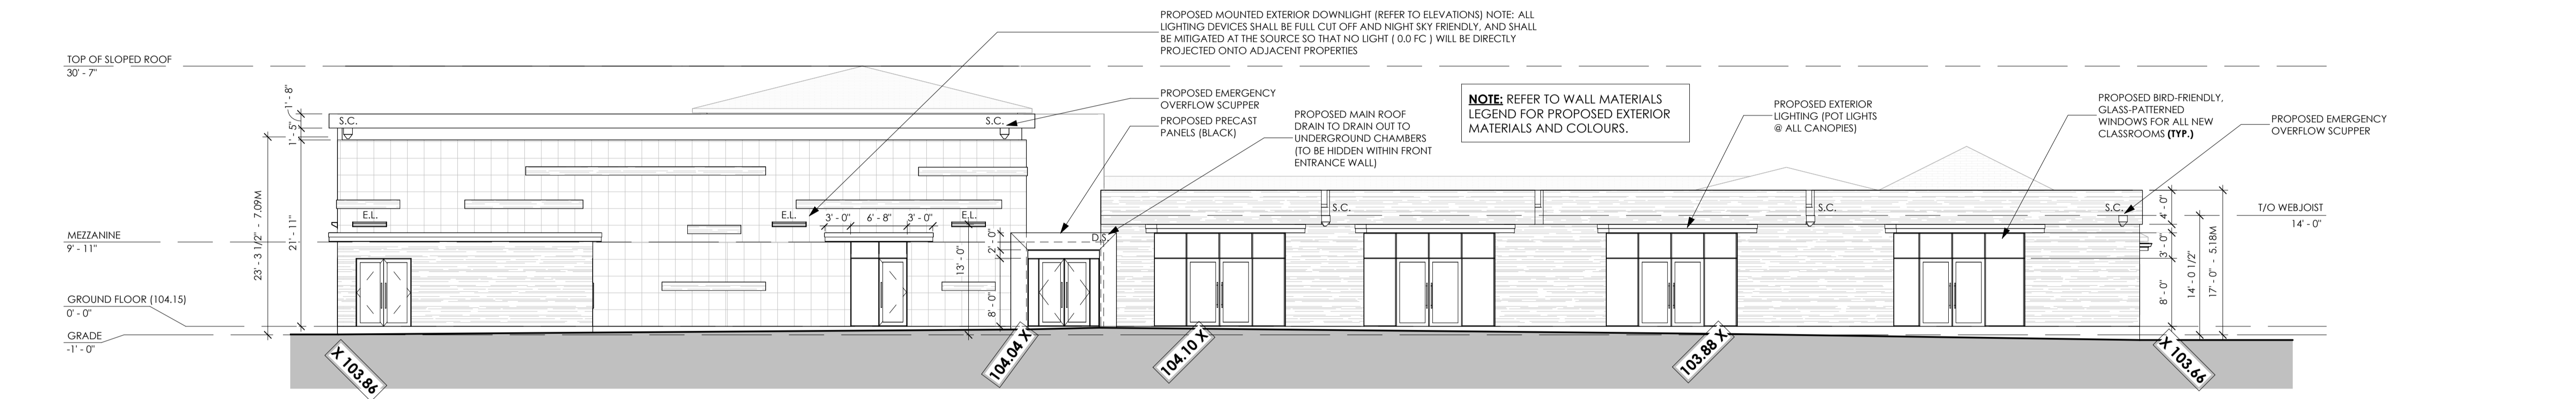 PROPOSED MOUNTED EXTERIOR DOWNLIGHT (REFER TO ELEVATIONS) NOTE: ALL
LIGHTING DEVICES SHALL BE FULL CUT OFF AND NIGHT SKY FRIENDLY, AND SHALL
BE MITIGATED AT THE SOURCE SO THAT NO LIGHT ( 0.0 FC ) WILL BE DIRECTLY
PROJECTED ONTO ADJACENT PROPERTIES
TOP OF SLOPED ROOF
30' - 7"
PROPOSED EMERGENCY
OVERFLOW SCUPPER
PROPOSED PRECAST
PANELS (BLACK)
PROPOSED MAIN ROOF
DRAIN TO DRAIN OUT TO
UNDERGROUND CHAMBERS
(TO BE HIDDEN WITHIN FRONT
ENTRANCE WALL)
NOTE: REFER TO WALL MATERIALS
LEGEND FOR PROPOSED EXTERIOR
MATERIALS AND COLOURS.
PROPOSED EXTERIOR
LIGHTING (POT LIGHTS
@ ALL CANOPIES)
PROPOSED BIRD-FRIENDLY,
GLASS-PATTERNED
WINDOWS FOR ALL NEW
CLASSROOMS (TYP.)
PROPOSED EMERGENCY
OVERFLOW SCUPPER
1' - 8"
1' - 5"
S.C.
S.C.
23' - 3 1/2" - 7.09M
21' - 11"
E.L.
E.L.
E.L.
3' - 0"
6' - 8"
3' - 0"
13' - 0"
2' - 0"
8' - 0"
D.S.
S.C.
S.C.
S.C.
4' - 0"
3' - 0"
8' - 0"
14' - 0 1/2"
17' - 0" - 5.18M
T/O WEBJOIST
14' - 0"
MEZZANINE
9' - 11"
GROUND FLOOR (104.15)
0' - 0"
GRADE
-1' - 0"
X 103.86
104.04 X
104.10 X
103.88 X
X 103.66